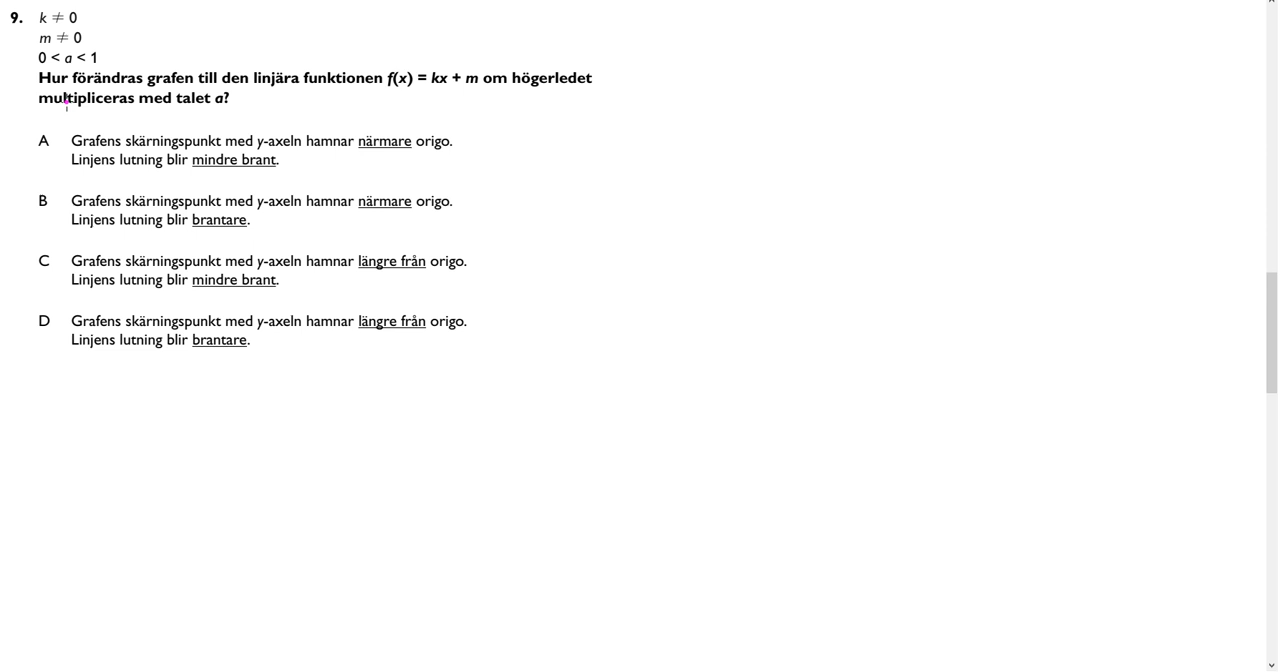 9. k ≠ 0
m ≠ 0
0 < a < 1
Hur förändras grafen till den linjära funktionen f(x) = kx + m om högerledet
multipliceras med talet a?
A Grafens skärningspunkt med y-axeln hamnar närmare origo.
Linjens lutning blir mindre brant.
B Grafens skärningspunkt med y-axeln hamnar närmare origo.
Linjens lutning blir brantare.
C Grafens skärningspunkt med y-axeln hamnar längre från origo.
Linjens lutning blir mindre brant.
D Grafens skärningspunkt med y-axeln hamnar längre från origo.
Linjens lutning blir brantare.